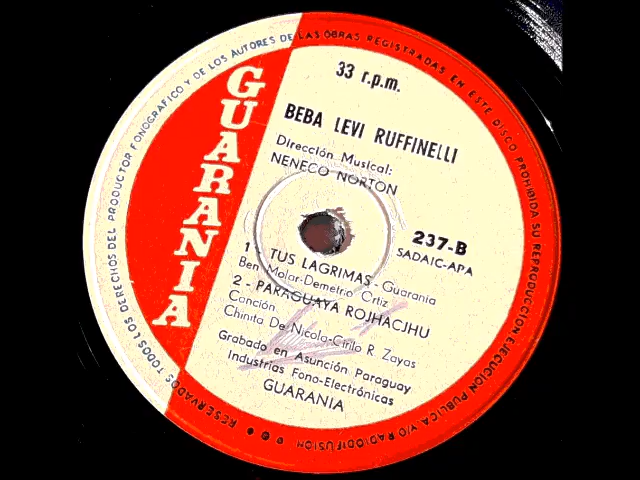 RESERVADOS TODOS LOS DERECHOS DEL PRODUCTOR FONOGRAFICO Y DE LOS AUTORES DE LAS OBRAS REGISTRADAS EN ESTE DISCO PROHIBIDA SU REPRODUCCION EJECUCION PUBLICA Y/O RADIODIFUSION
GUARANIA
33 r.p.m.
BEBA LEVI RUFFINELLI
Dirección Musical:
NENECO NORTON
237-B
SADAIC-APA
1 - TUS LAGRIMAS - Guarania
Ben Molar-Demetrio Ortiz
2 - PARAGUAYA ROJHACJHU
Canción
Chinita De Nicola-Cirilo R. Zayas
Grabado en Asunción Paraguay
Industrias Fono-Electrónicas
GUARANIA